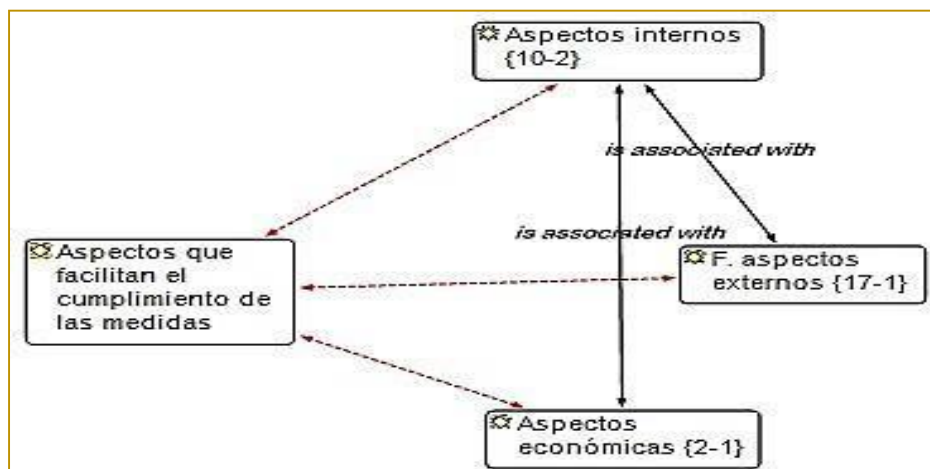 Aspectos internos
{10-2}
is associated with
is associated with
Aspectos que
facilitan el
cumplimiento de
las medidas
F. aspectos
externos {17-1}
Aspectos
económicas {2-1}